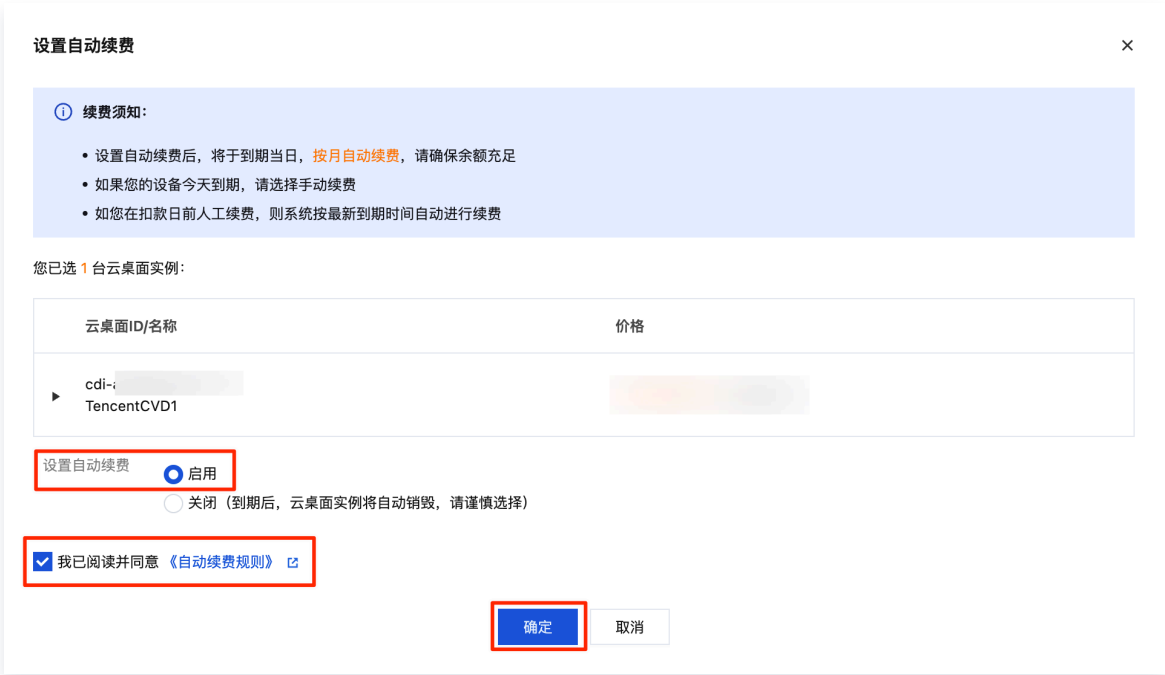 设置自动续费
续费须知：
• 设置自动续费后，将于到期当日，按月自动续费，请确保余额充足
• 如果您的设备今天到期，请选择手动续费
• 如您在扣款日前人工续费，则系统按最新到期时间自动进行续费
您已选 1 台云桌面实例：
云桌面ID/名称 价格
cdi-
TencentCVD1
设置自动续费 启用
关闭（到期后，云桌面实例将自动销毁，请谨慎选择）
我已阅读并同意《自动续费规则》
确定 取消